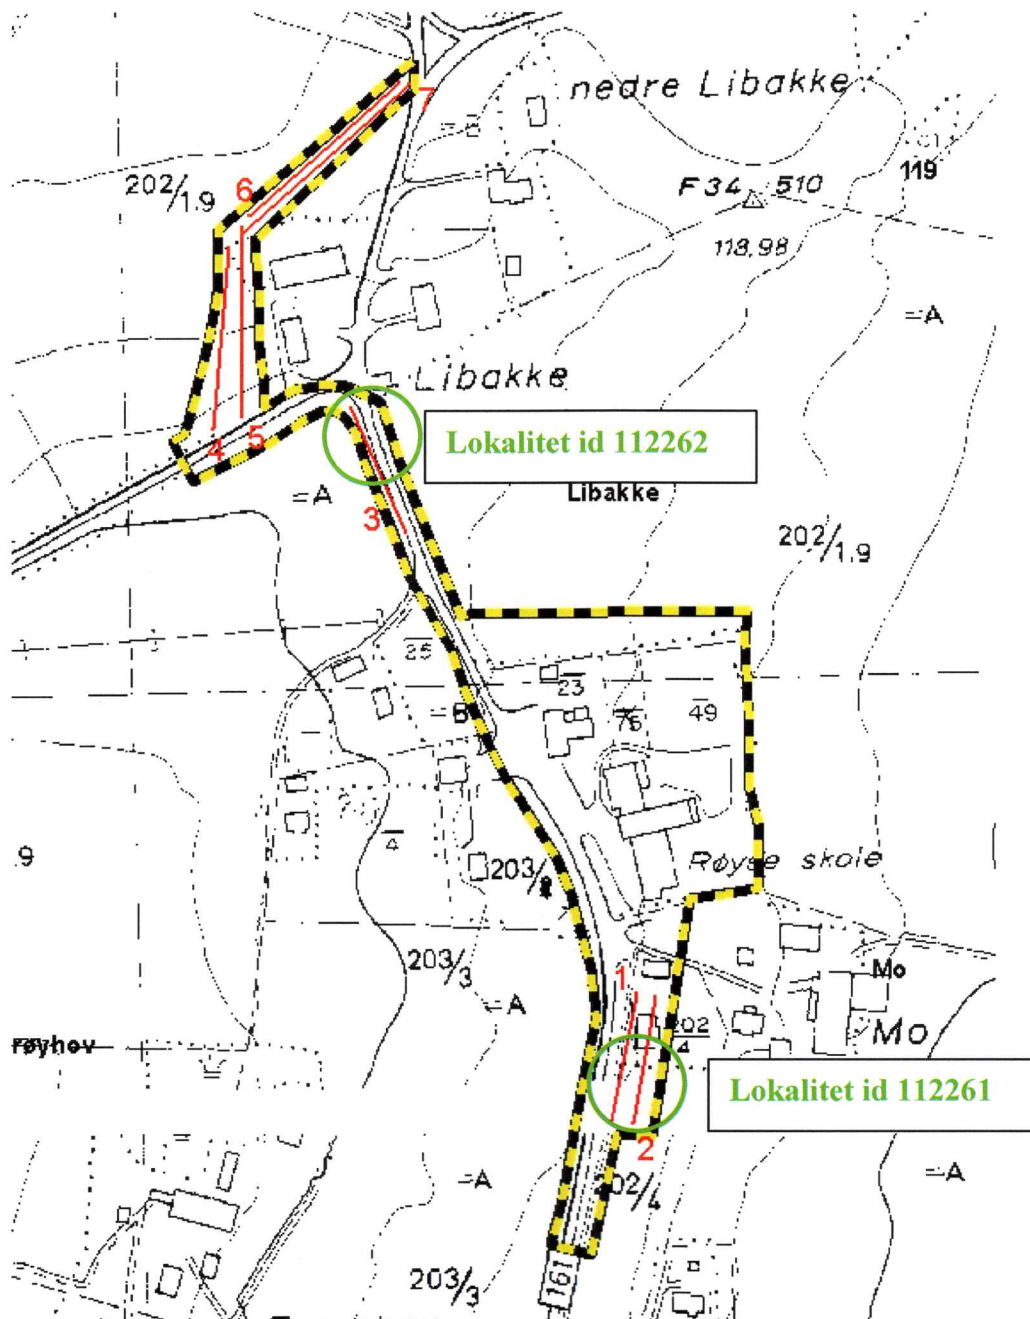 nedre Libakke
7
= B
119
202/1.9
6
F 34 510
118,98
= A
Libakke
4
5
Lokalitet id 112262
= A
Libakke
3
202/1.9
25
23
= B
75
49
4
.9
203/
Røyse skole
203/3
Mo
1
= A
202
4
Mo
røyhov
Lokalitet id 112261
2
= A
202/4
= A
203/3
161